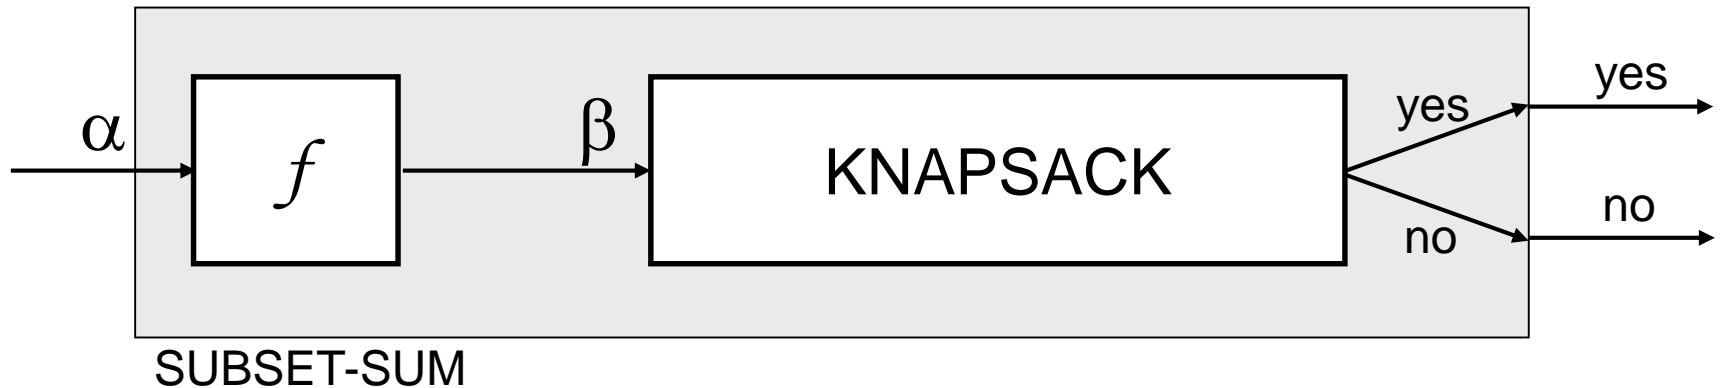 α
f
β
KNAPSACK
yes
yes
no
no
SUBSET-SUM